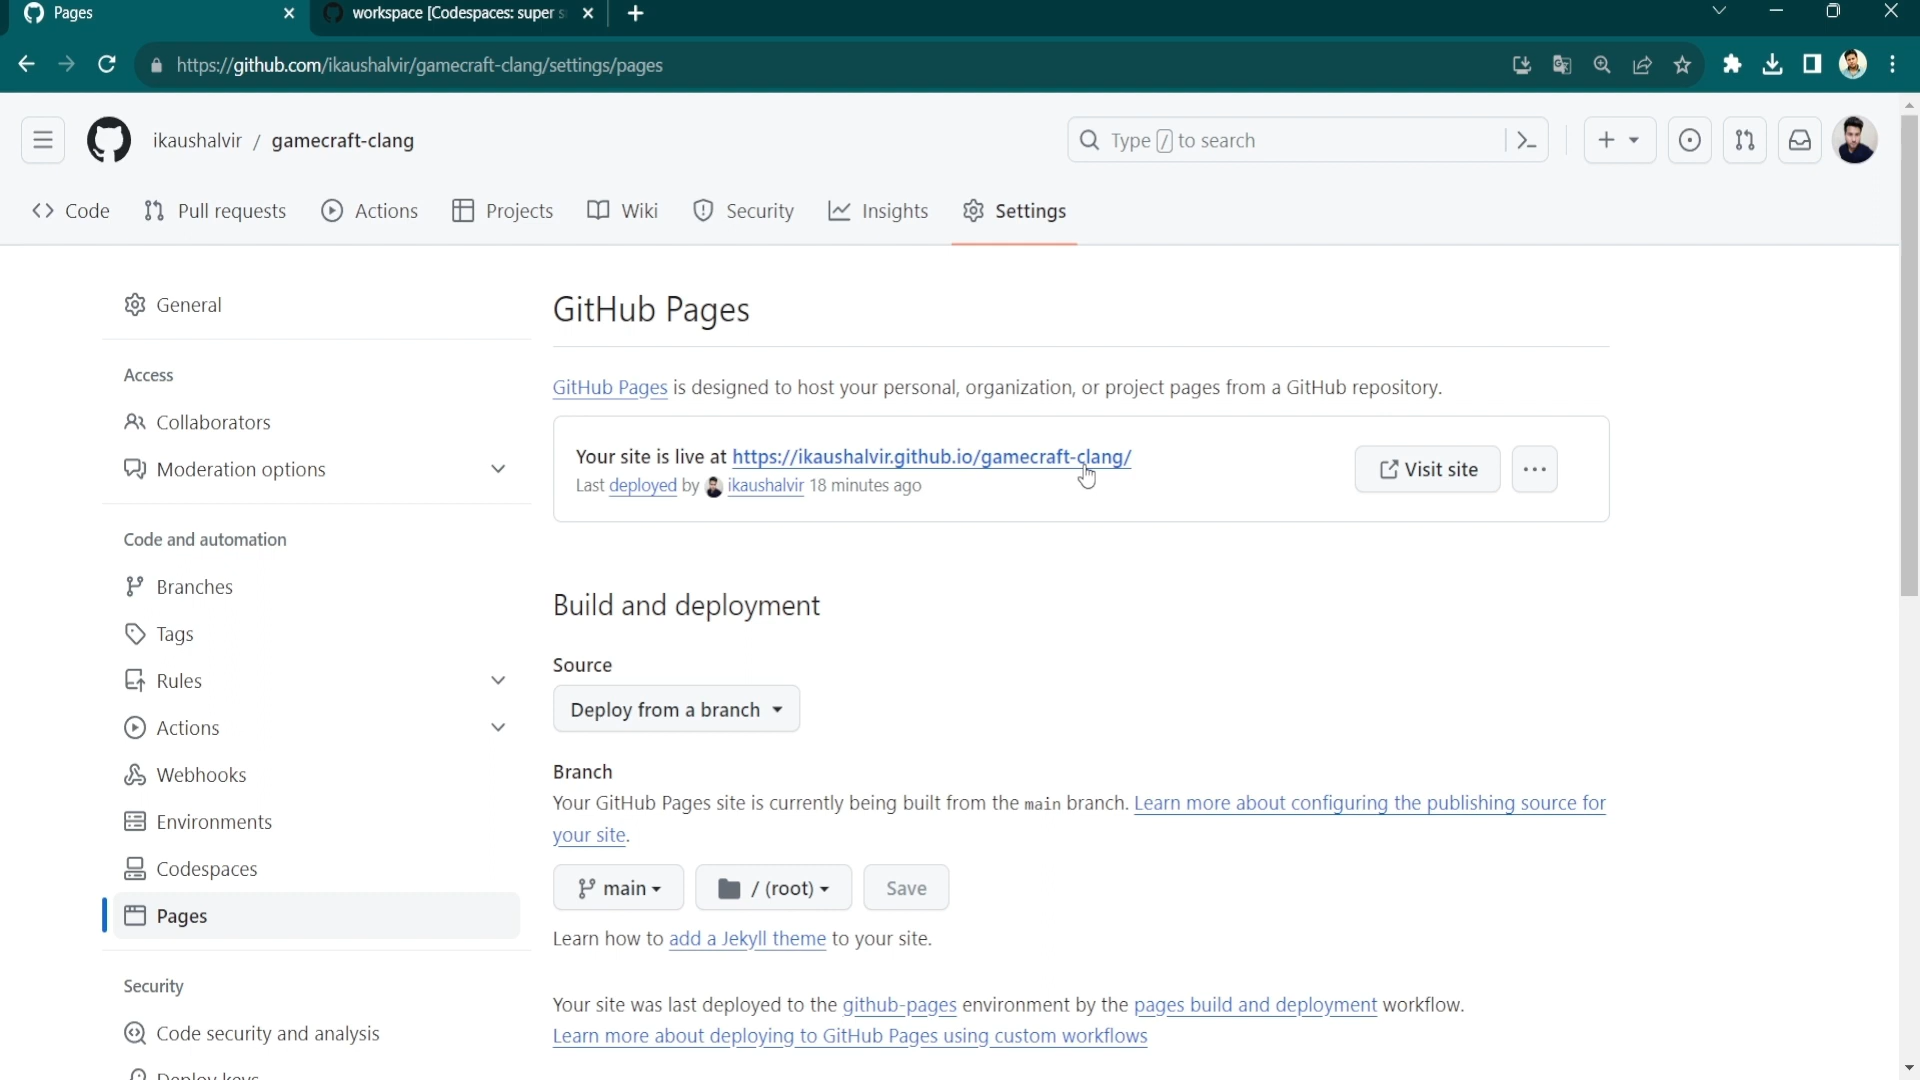 Pages
workspace [Codespaces: super s
https://github.com/ikaushalvir/gamecraft-clang/settings/pages
ikaushalvir / gamecraft-clang
Type / to search
Code
Pull requests
Actions
Projects
Wiki
Security
Insights
Settings
General
Access
Collaborators
Moderation options
Code and automation
Branches
Tags
Rules
Actions
Webhooks
Environments
Codespaces
Pages
Security
Code security and analysis
Deploy keys
GitHub Pages
GitHub Pages is designed to host your personal, organization, or project pages from a GitHub repository.
Your site is live at https://ikaushalvir.github.io/gamecraft-clang/
Last deployed by ikaushalvir 18 minutes ago
Visit site
Build and deployment
Source
Deploy from a branch
Branch
Your GitHub Pages site is currently being built from the main branch. Learn more about configuring the publishing source for
your site.
main
/ (root)
Save
Learn how to add a Jekyll theme to your site.
Your site was last deployed to the github-pages environment by the pages build and deployment workflow.
Learn more about deploying to GitHub Pages using custom workflows